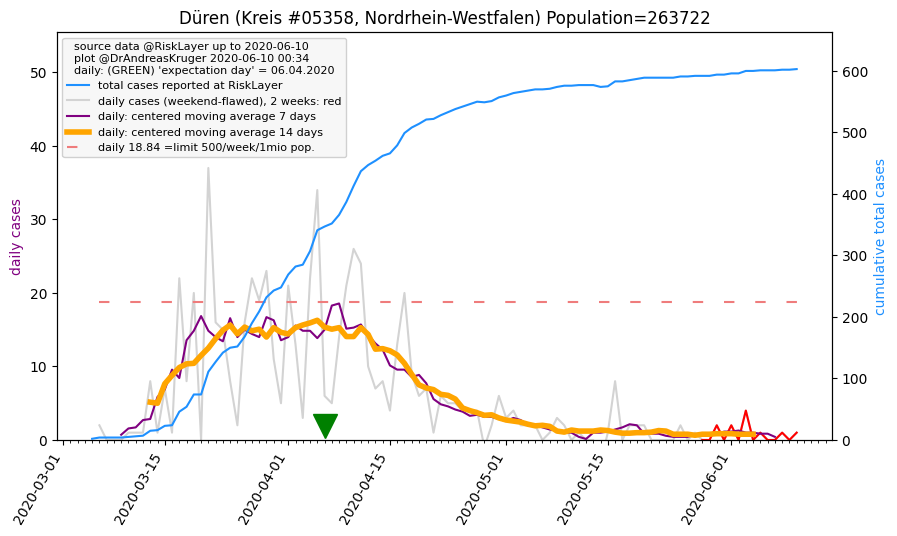 Düren (Kreis #05358, Nordrhein-Westfalen) Population=263722
source data @RiskLayer up to 2020-06-10
plot @DrAndreasKruger 2020-06-10 00:34
daily: (GREEN) 'expectation day' = 06.04.2020
total cases reported at RiskLayer
daily cases (weekend-flawed), 2 weeks: red
daily: centered moving average 7 days
daily: centered moving average 14 days
daily 18.84 =limit 500/week/1mio pop.
daily cases
50
40
30
20
10
0
cumulative total cases
600
500
400
300
200
100
0
2020-03-01
2020-03-15
2020-04-01
2020-04-15
2020-05-01
2020-05-15
2020-06-01